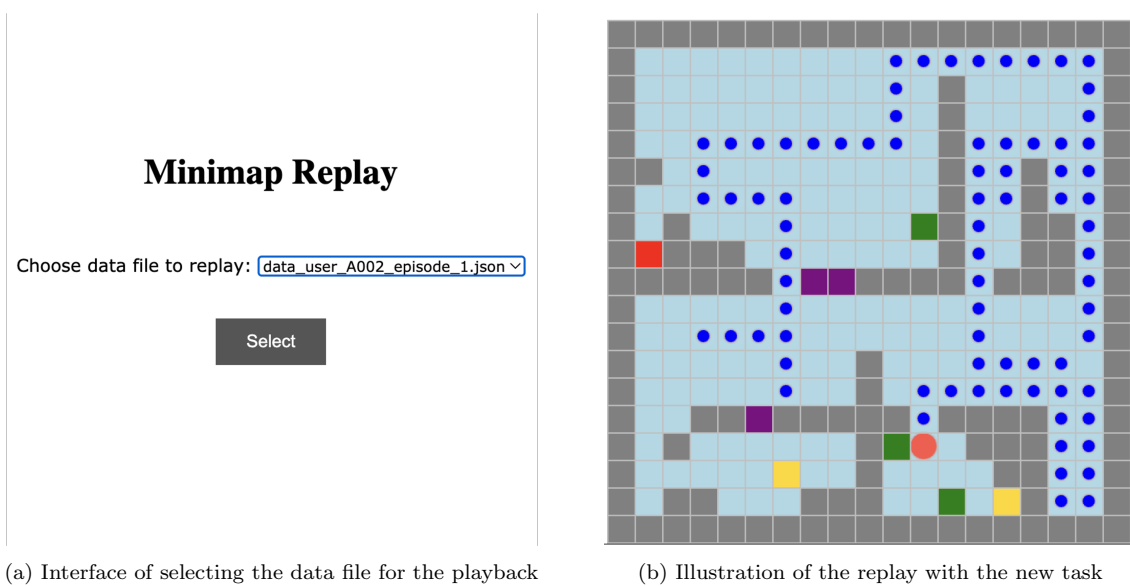 Minimap Replay
Choose data file to replay: data_user_A002_episode_1.json
Select
(a) Interface of selecting the data file for the playback
(b) Illustration of the replay with the new task